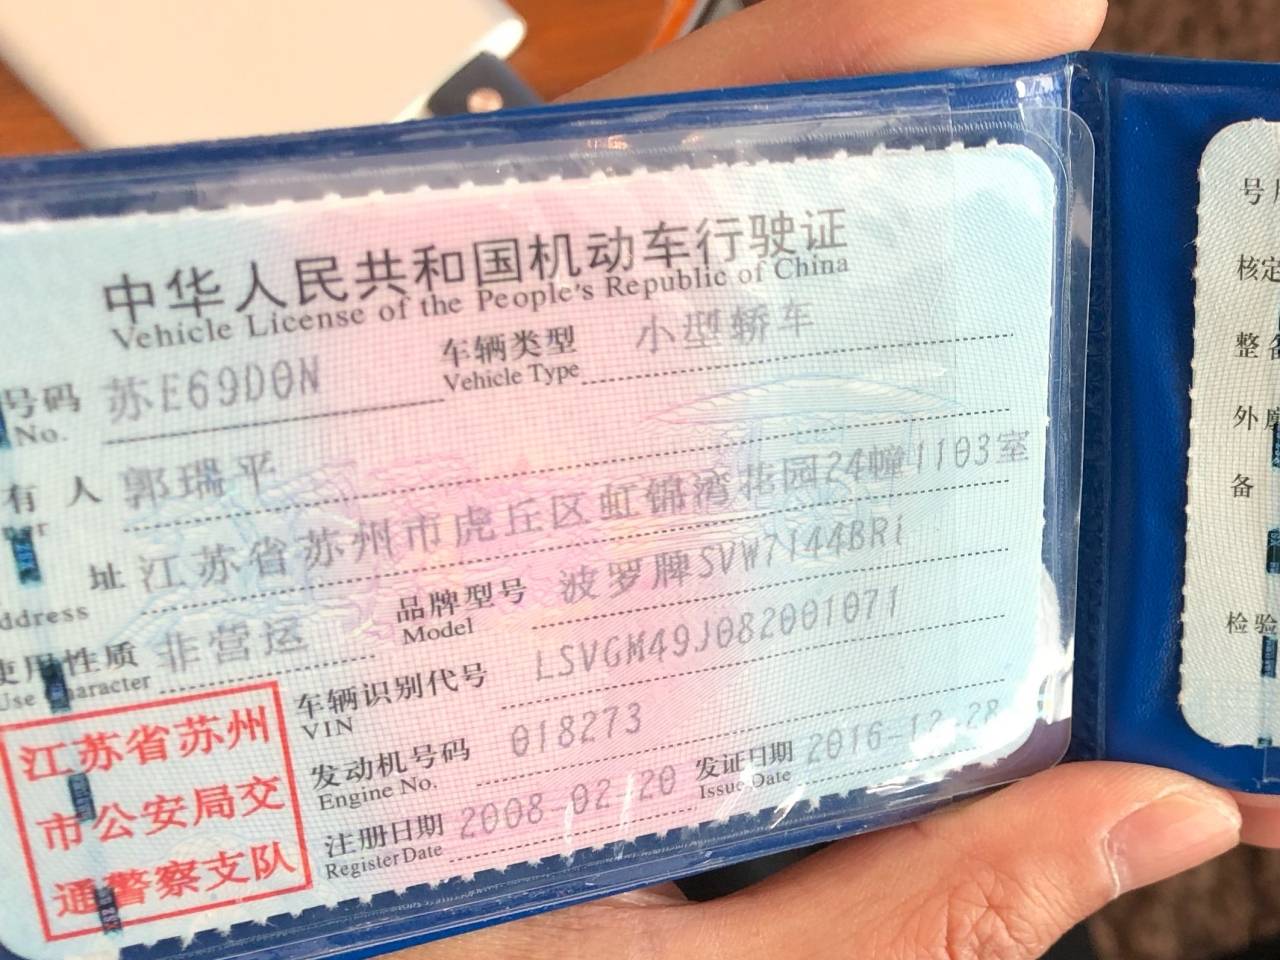 中华人民共和国机动车行驶证
Vehicle License of the People's Republic of China
号码 苏E69D0N 车辆类型 小型轿车
No. Vehicle Type
有 人 郭瑞平
址 江苏省苏州市虎丘区虹锦湾花园24幢1103室
ddress
使用性质 非营运 品牌型号 波罗牌SVW7144BRi
Use Character Model
车辆识别代号 LSVGM49J082001071
VIN
发动机号码 018273
Engine No.
注册日期 2008-02-20 发证日期 2016-12-28
Register Date Issue Date
江苏省苏州
市公安局交
通警察支队
号
核定
整备
外廓
备
检验